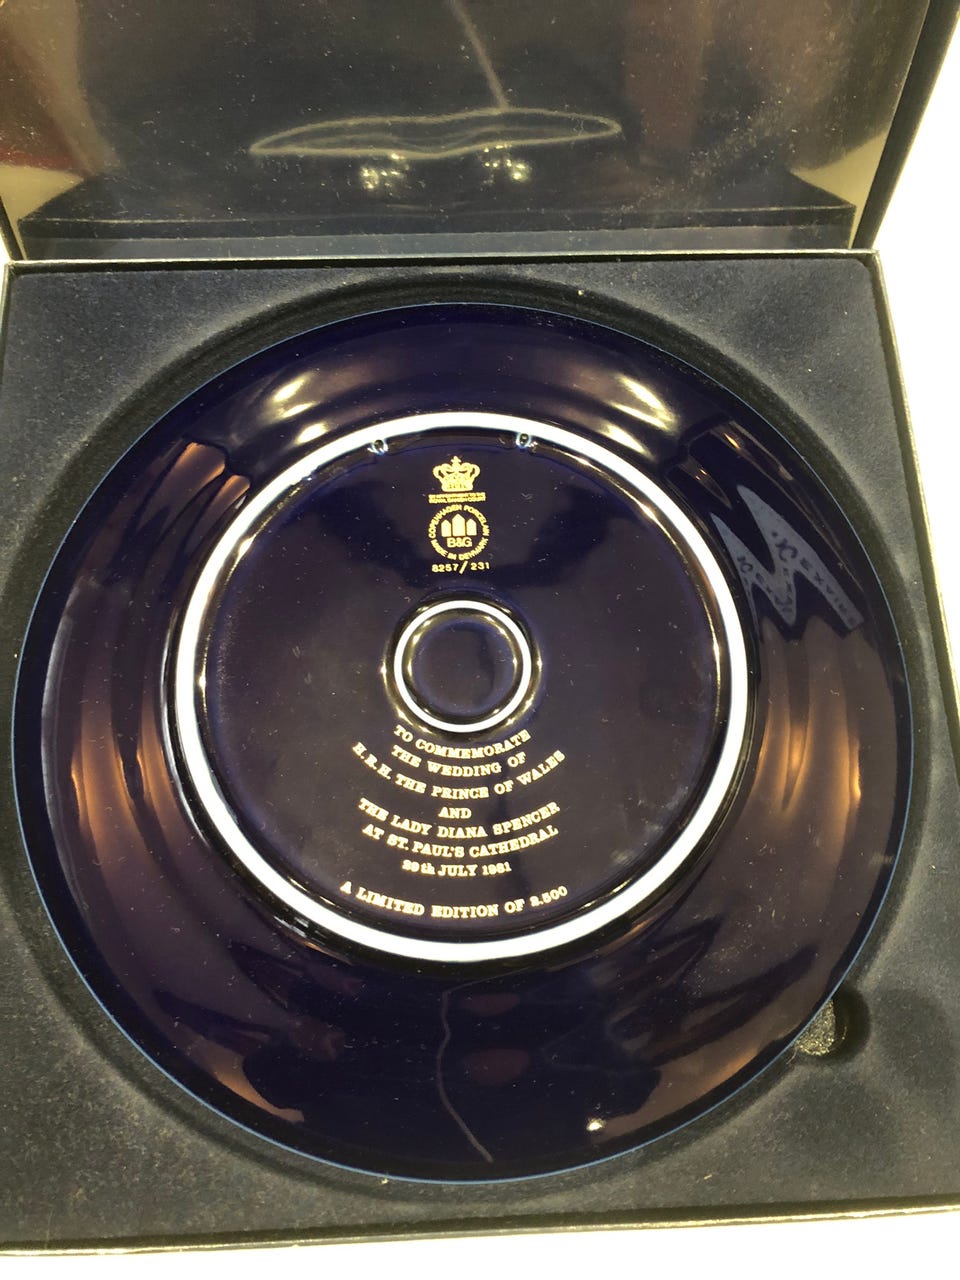 COPENHAGEN PORCELAIN
B&G
MADE IN DENMARK
8257/231
TO COMMEMORATE
THE WEDDING OF
H.R.H. THE PRINCE OF WALES
AND
THE LADY DIANA SPENCER
AT ST. PAUL'S CATHEDRAL
29th JULY 1981
A LIMITED EDITION OF 2,500